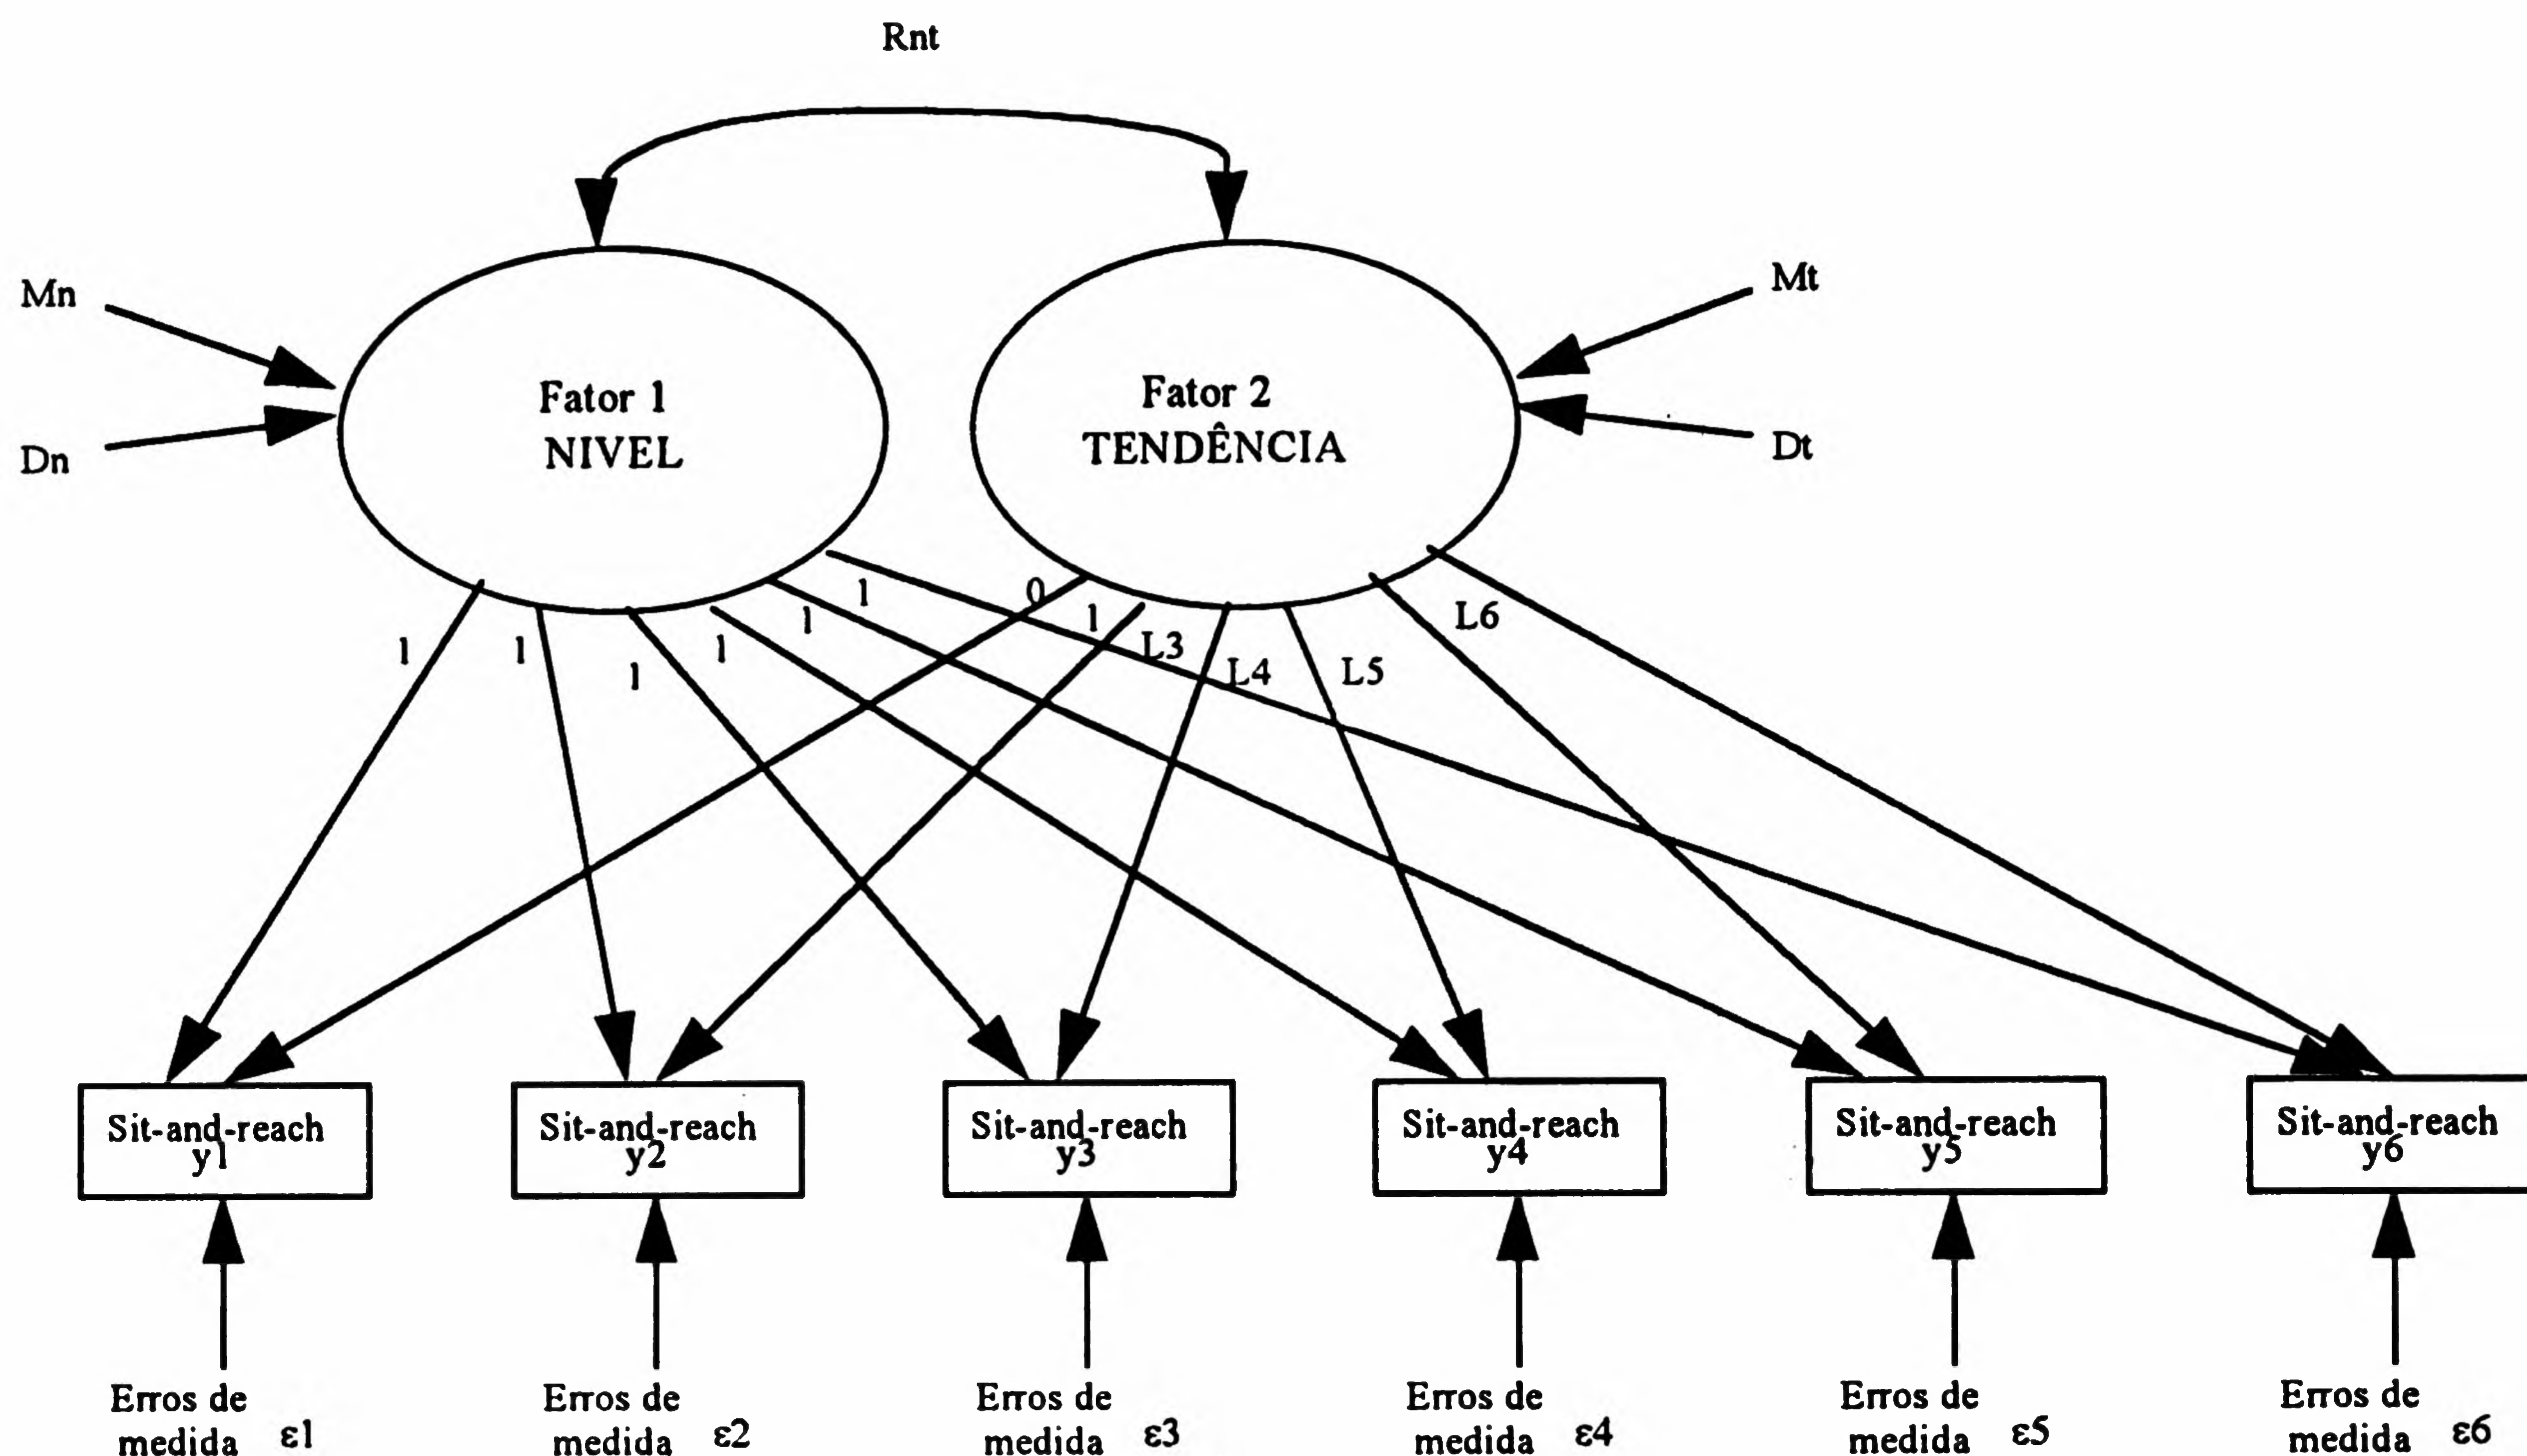 Rnt
Mn
Mt
Fator 1
NIVEL
Fator 2
TENDÊNCIA
Dn
Dt
1
1
1
1
1
1
0
1
L3
L4
L5
L6
Sit-and-reach
y1
Sit-and-reach
y2
Sit-and-reach
y3
Sit-and-reach
y4
Sit-and-reach
y5
Sit-and-reach
y6
Erros de
medida ε1
Erros de
medida ε2
Erros de
medida ε3
Erros de
medida ε4
Erros de
medida ε5
Erros de
medida ε6